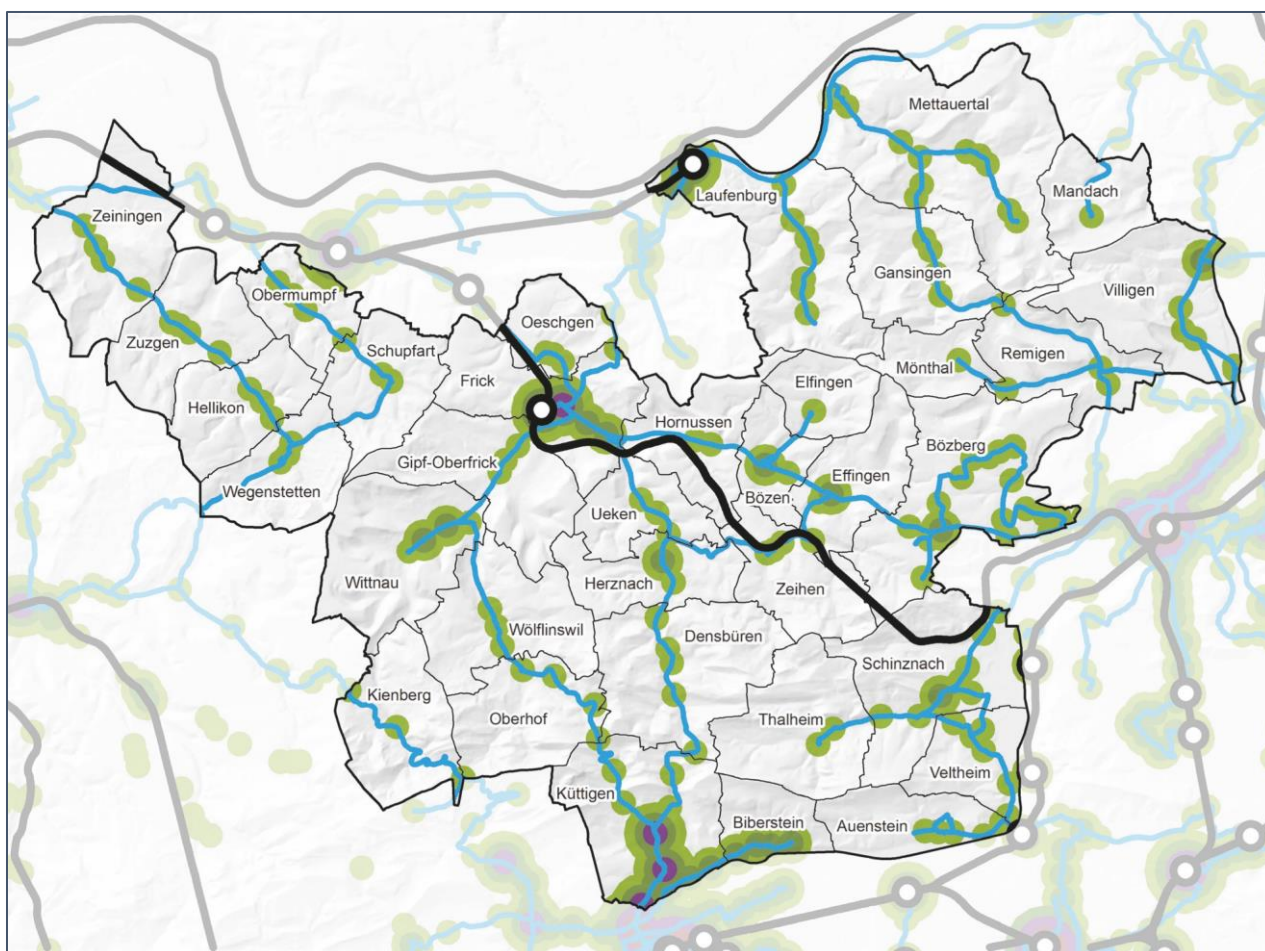 Mettauertal
Mandach
Laufenburg
Zeiningen
Gansingen
Villigen
Obermumpf
Oeschgen
Zuzgen
Schupfart
Remigen
Mönthal
Frick
Elfingen
Hellikon
Hornussen
Bözberg
Gipf-Oberfrick
Effingen
Wegenstetten
Bözen
Ueken
Wittnau
Herznach
Zeihen
Wölflinswil
Densbüren
Schinznach
Kienberg
Oberhof
Thalheim
Veltheim
Küttigen
Biberstein
Auenstein